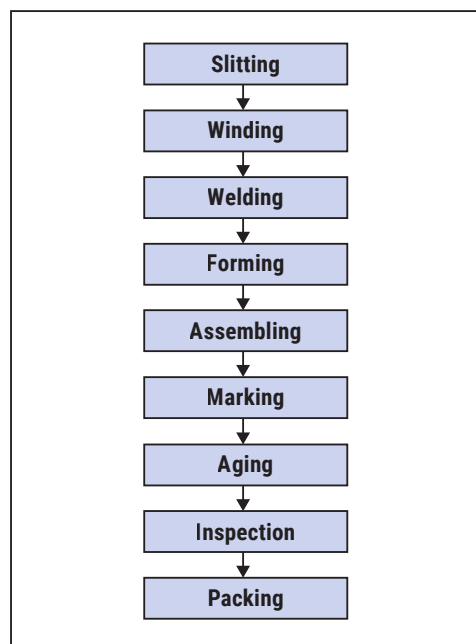 Slitting
Winding
Welding
Forming
Assembling
Marking
Aging
Inspection
Packing